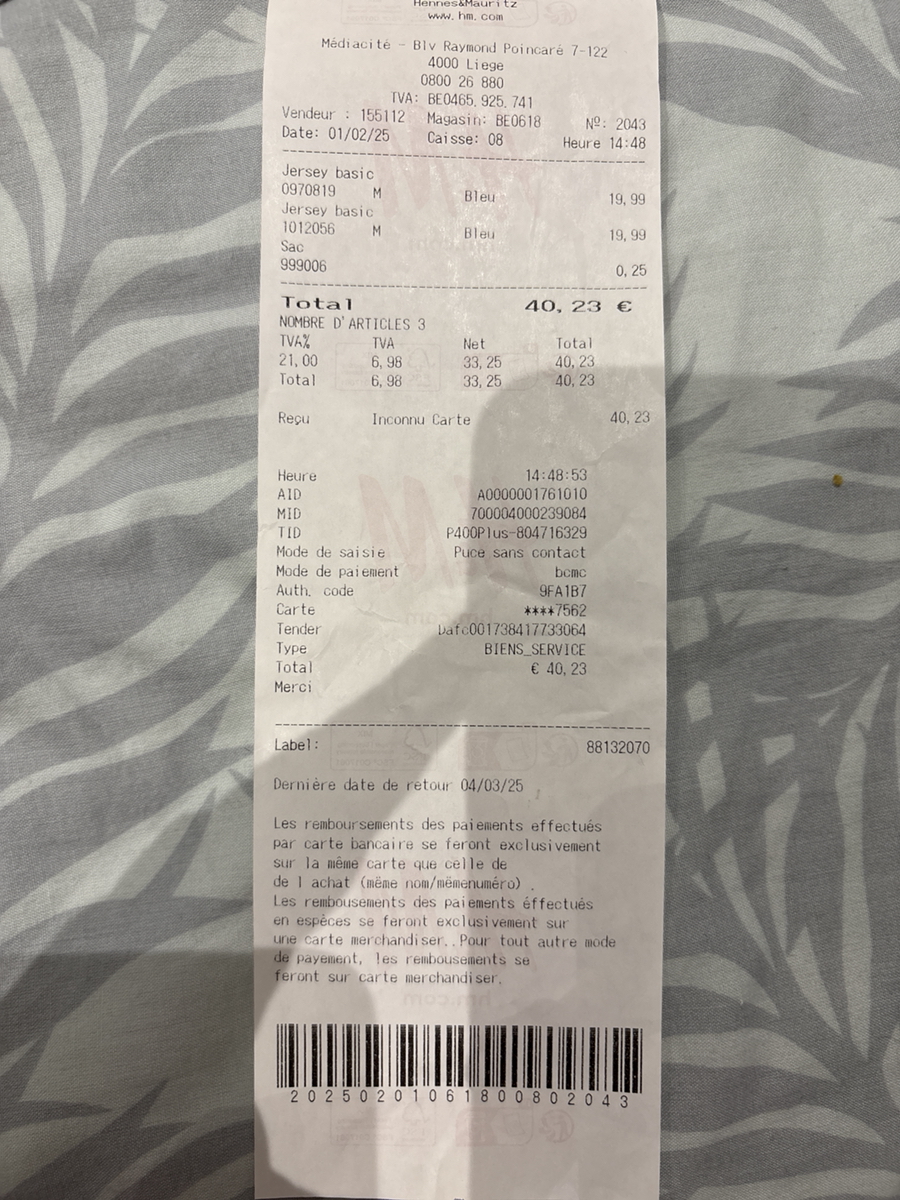 Hennes&Mauritz
www.hm.com
Médiacité - Blv Raymond Poincaré 7-122
4000 Liege
0800 26 880
TVA: BE0465.925.741
Vendeur : 155112 Magasin: BE0618 Nº: 2043
Date: 01/02/25 Caisse: 08 Heure 14:48
Jersey basic
0970819 M Bleu 19,99
Jersey basic
1012056 M Bleu 19,99
Sac
999006 0,25
Total 40,23 €
NOMBRE D'ARTICLES 3
TVA% TVA Net Total
21,00 6,98 33,25 40,23
Total 6,98 33,25 40,23
Reçu Inconnu Carte 40,23
Heure 14:48:53
AID A0000001761010
MID 700004000239084
TID P400Plus-804716329
Mode de saisie Puce sans contact
Mode de paiement bcmc
Auth. code 9FA1B7
Carte ****7562
Tender Dafc001738417733064
Type BIENS_SERVICE
Total € 40,23
Merci
Label: 88132070
Dernière date de retour 04/03/25
Les remboursements des paiements effectués
par carte bancaire se feront exclusivement
sur la même carte que celle de
de l achat (même nom/mëmenuméro) .
Les rembousements des paiements éffectués
en espèces se feront exclusivement sur
une carte merchandiser..Pour tout autre mode
de payement, les rembousements se
feront sur carte merchandiser.
20250201061800802043